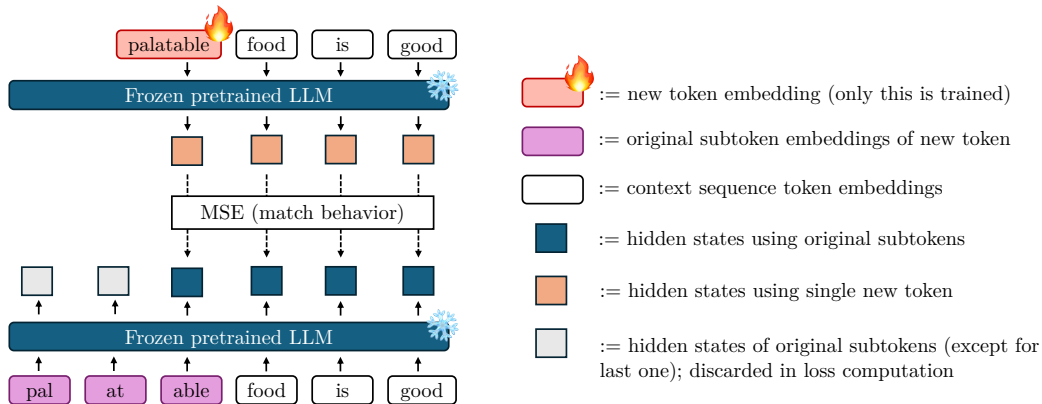 palatable food is good
Frozen pretrained LLM
MSE (match behavior)
Frozen pretrained LLM
pal at able food is good
:= new token embedding (only this is trained)
:= original subtoken embeddings of new token
:= context sequence token embeddings
:= hidden states using original subtokens
:= hidden states using single new token
:= hidden states of original subtokens (except for
last one); discarded in loss computation